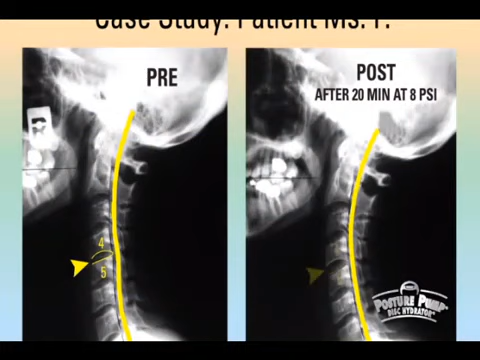 Case Study: Patient Ms. P.
PRE
POST
AFTER 20 MIN AT 8 PSI
4
5
POSTURE PUMP
DISC HYDRATOR